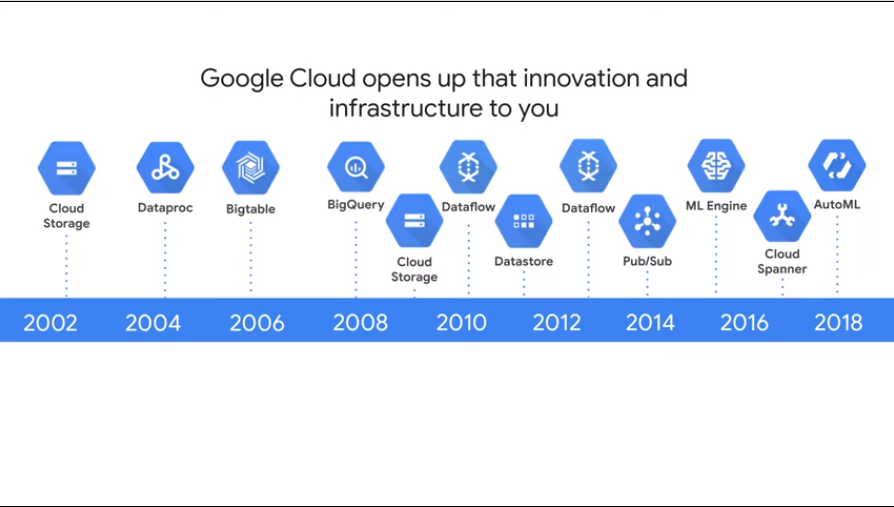 Google Cloud opens up that innovation and
infrastructure to you
Cloud
Storage
Dataproc
Bigtable
BigQuery
Cloud
Storage
Dataflow
Datastore
Dataflow
Pub/Sub
ML Engine
Cloud
Spanner
AutoML
2002 2004 2006 2008 2010 2012 2014 2016 2018